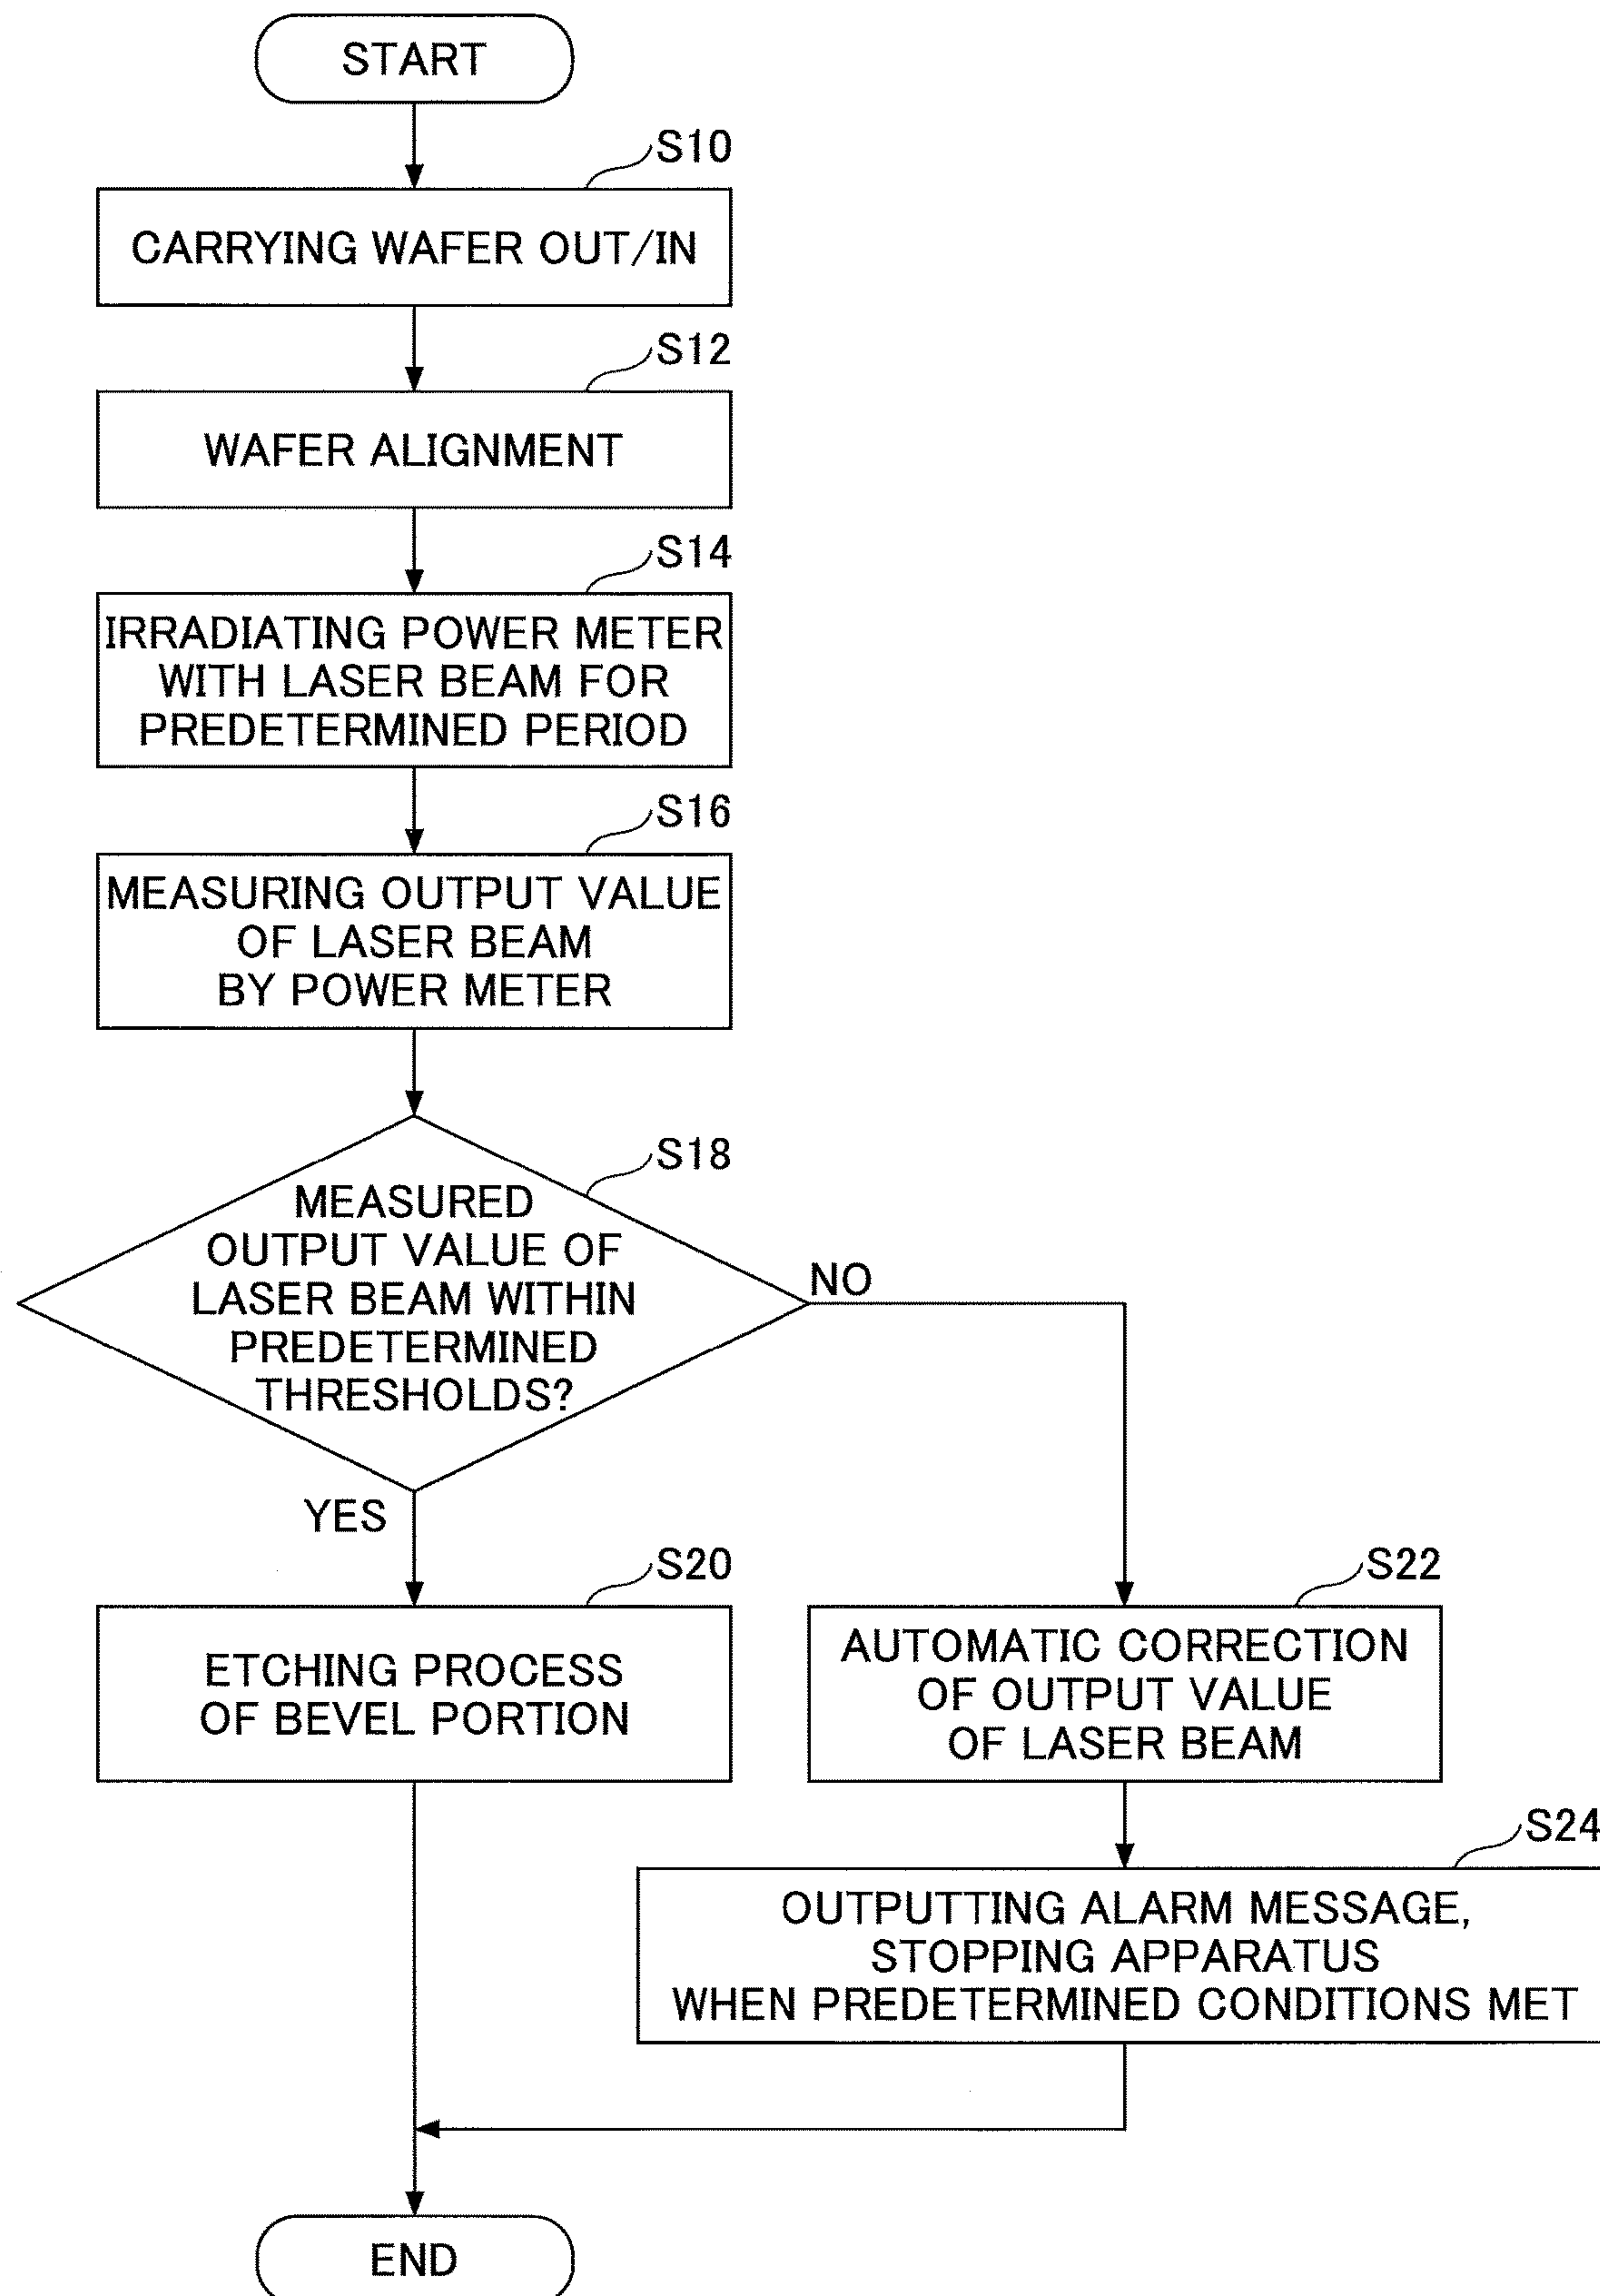 START
S10
CARRYING WAFER OUT/IN
S12
WAFER ALIGNMENT
S14
IRRADIATING POWER METER
WITH LASER BEAM FOR
PREDETERMINED PERIOD
S16
MEASURING OUTPUT VALUE
OF LASER BEAM
BY POWER METER
S18
MEASURED
OUTPUT VALUE OF
LASER BEAM WITHIN
PREDETERMINED
THRESHOLDS?
NO
YES
S20
ETCHING PROCESS
OF BEVEL PORTION
S22
AUTOMATIC CORRECTION
OF OUTPUT VALUE
OF LASER BEAM
S24
OUTPUTTING ALARM MESSAGE,
STOPPING APPARATUS
WHEN PREDETERMINED CONDITIONS MET
END